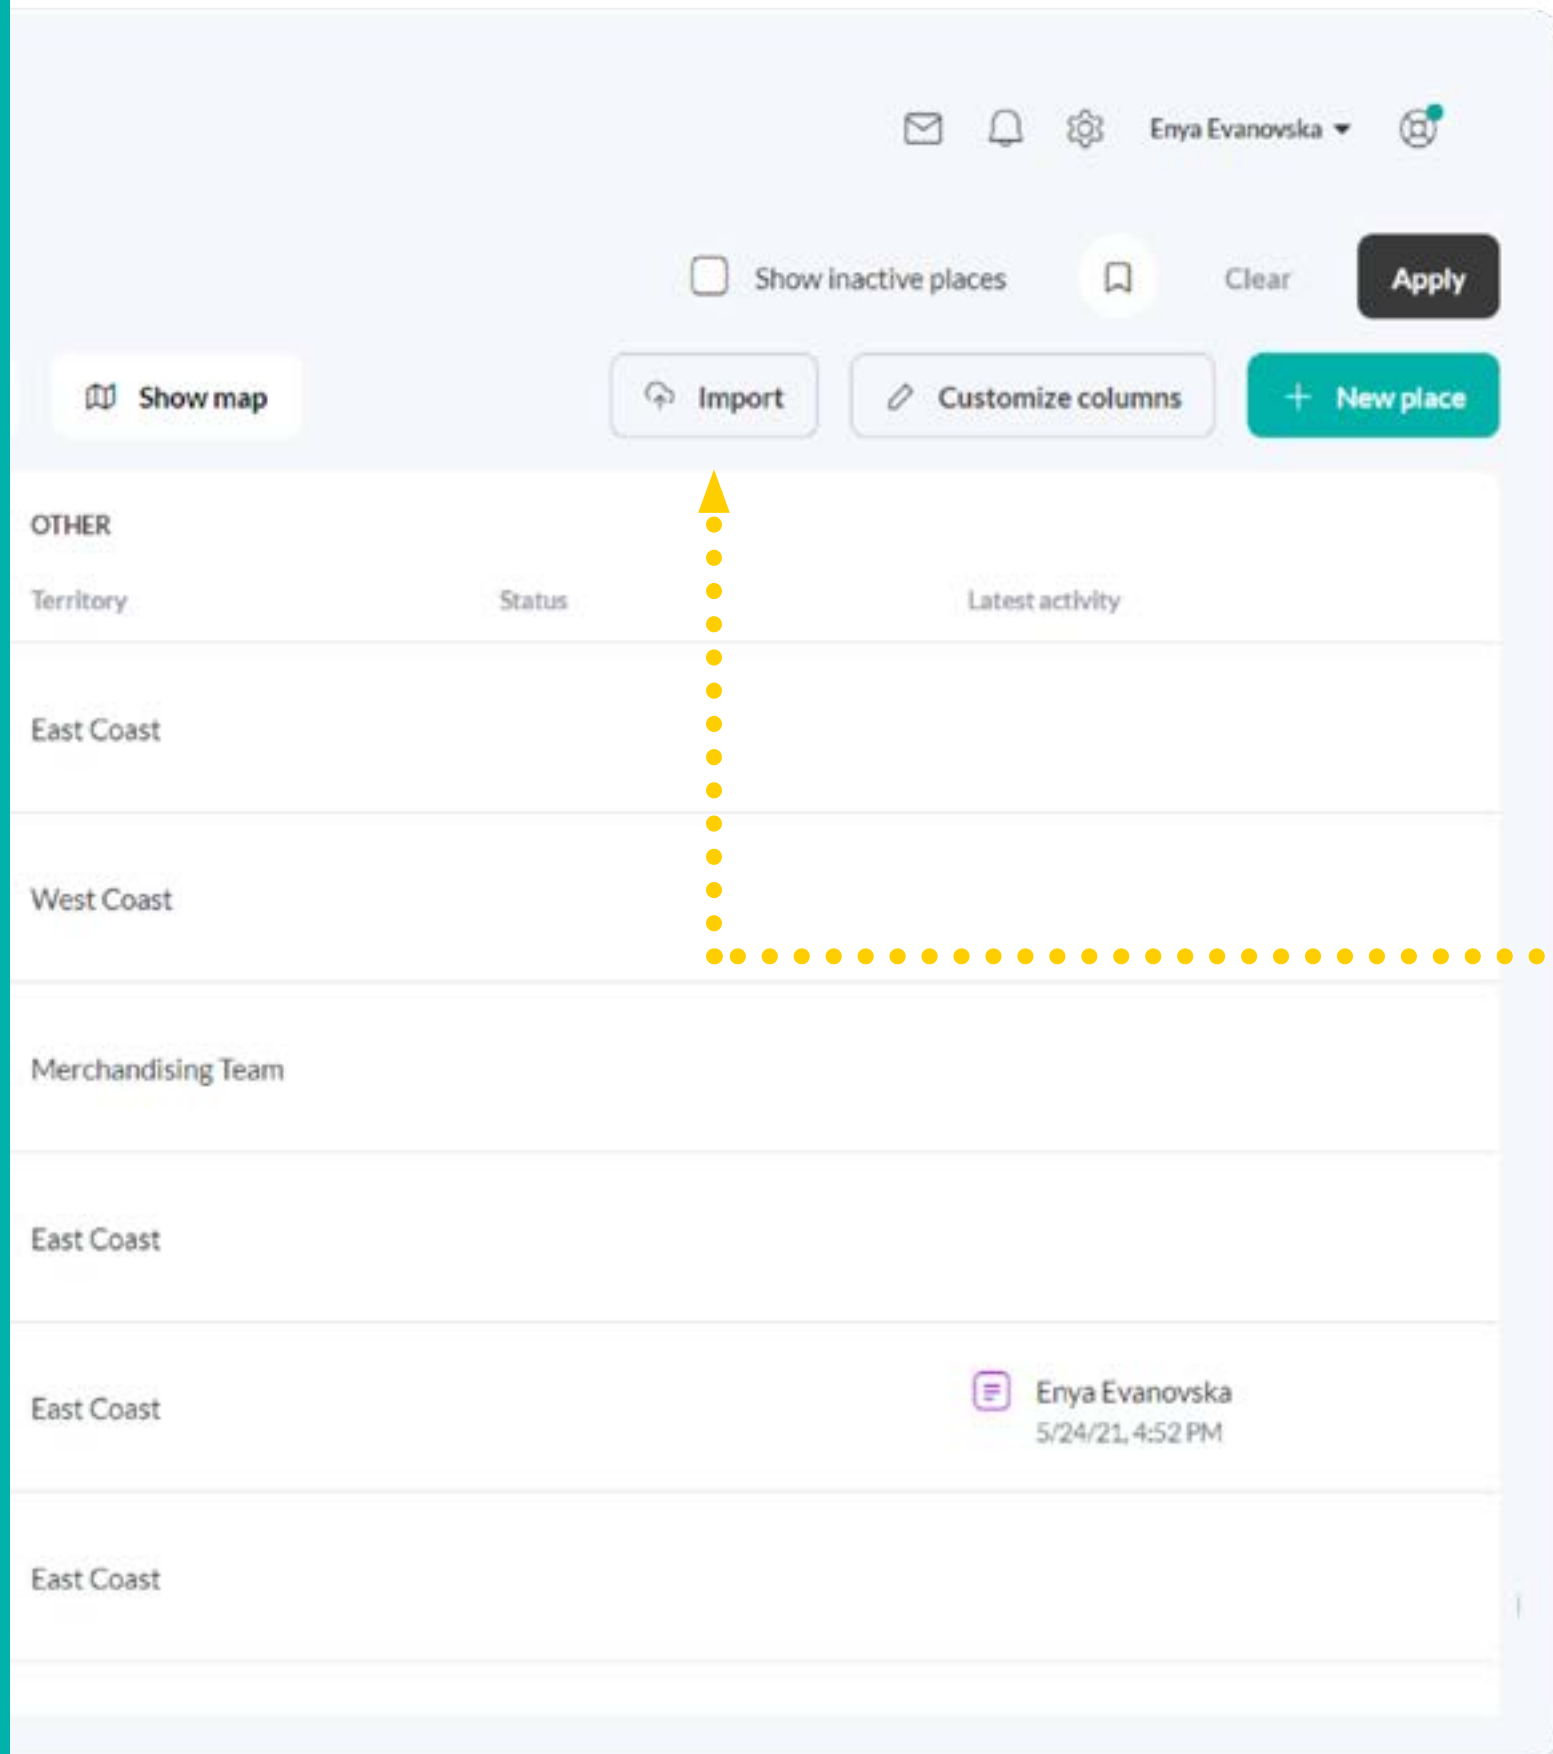 Enya Evanovska
Show inactive places
Clear
Apply
Show map
Import
Customize columns
+ New place
OTHER
Territory
Status
Latest activity
East Coast
West Coast
Merchandising Team
East Coast
East Coast
Enya Evanovska
5/24/21, 4:52 PM
East Coast